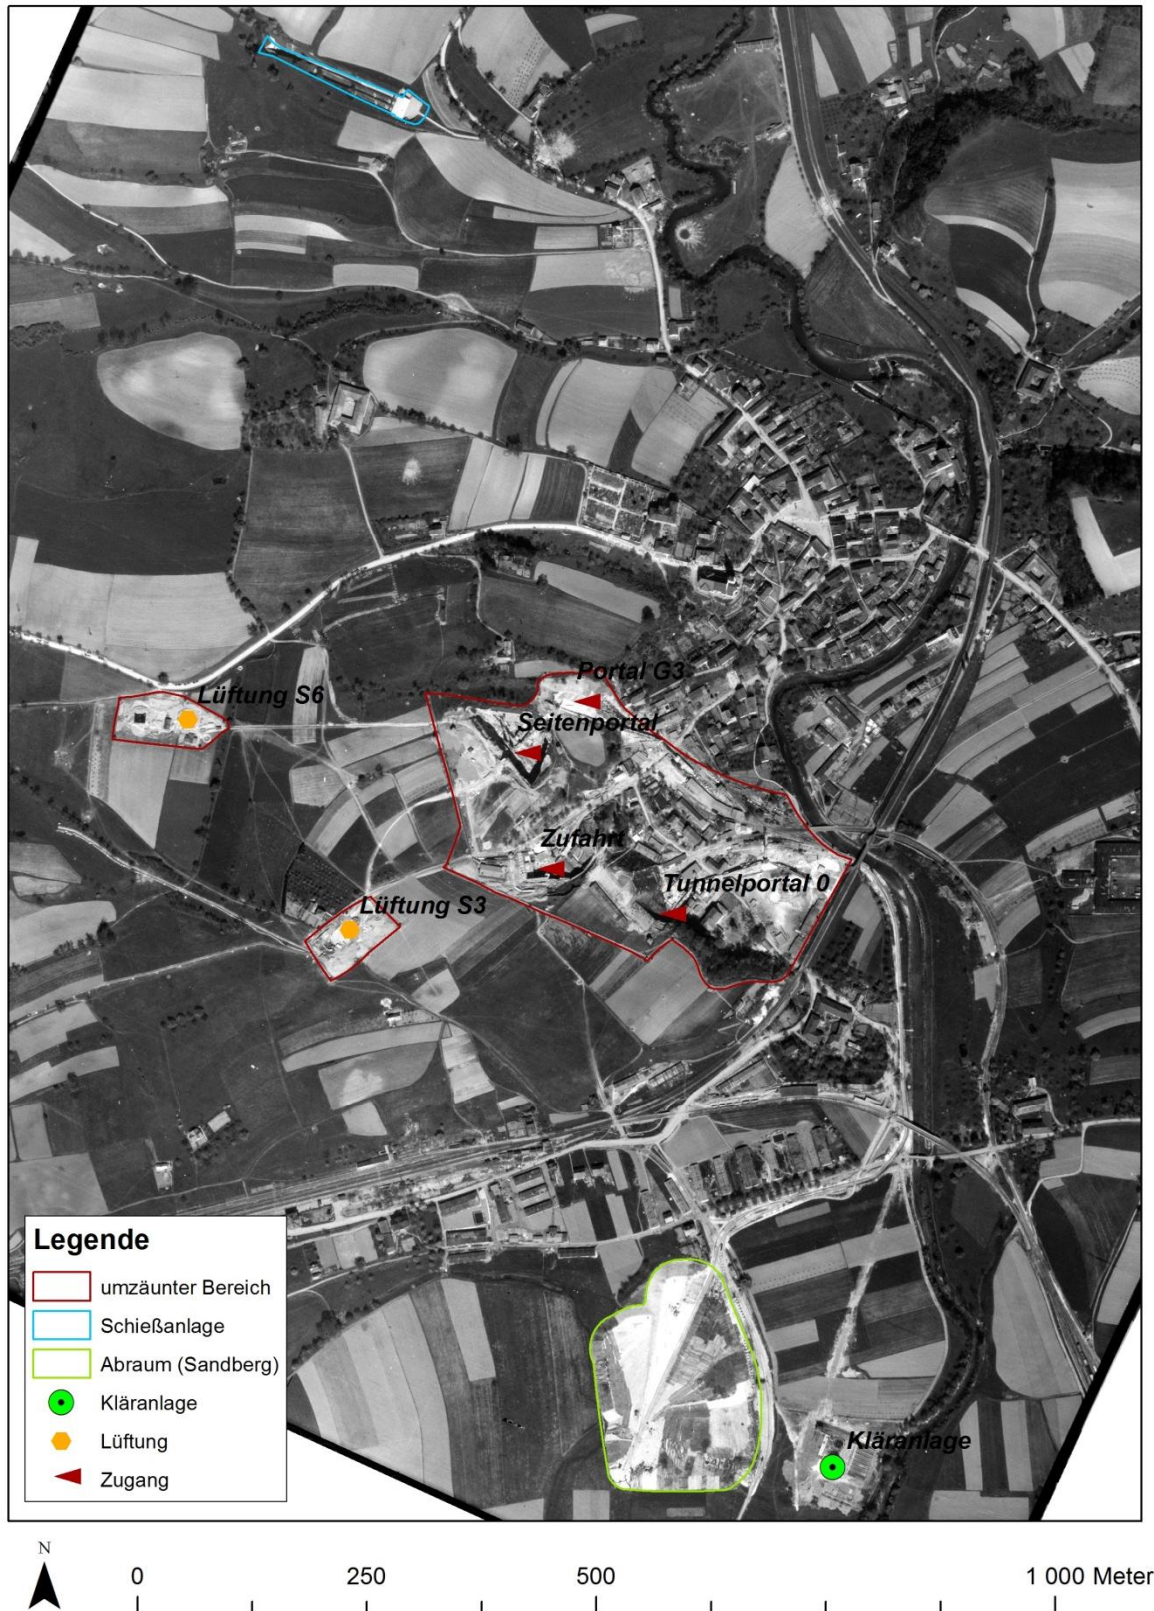 Portal G3
Lüftung S6
Seitenportal
Zufahrt
Tunnelportal 0
Lüftung S3
Legende
umzäunter Bereich
Schießanlage
Abraum (Sandberg)
Kläranlage
Lüftung
Zugang
Kläranlage
N
0 250 500 1 000 Meter